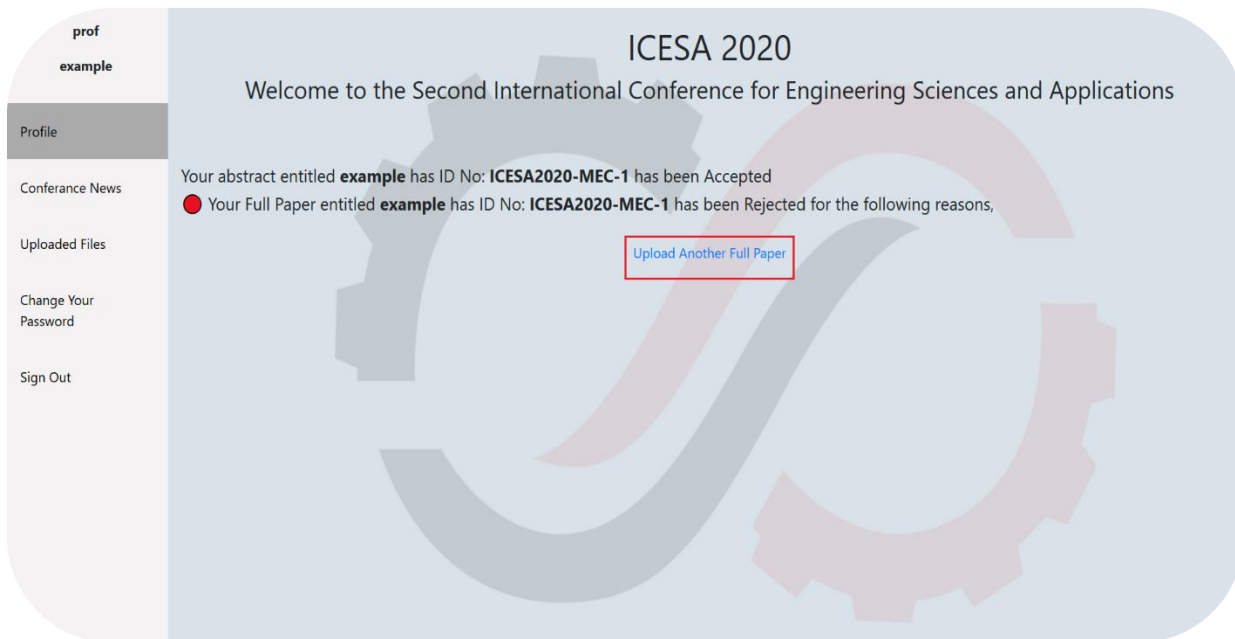 prof
example
Profile
Conferance News
Uploaded Files
Change Your
Password
Sign Out
ICESA 2020
Welcome to the Second International Conference for Engineering Sciences and Applications
Your abstract entitled example has ID No: ICESA2020-MEC-1 has been Accepted
Your Full Paper entitled example has ID No: ICESA2020-MEC-1 has been Rejected for the following reasons,
Upload Another Full Paper